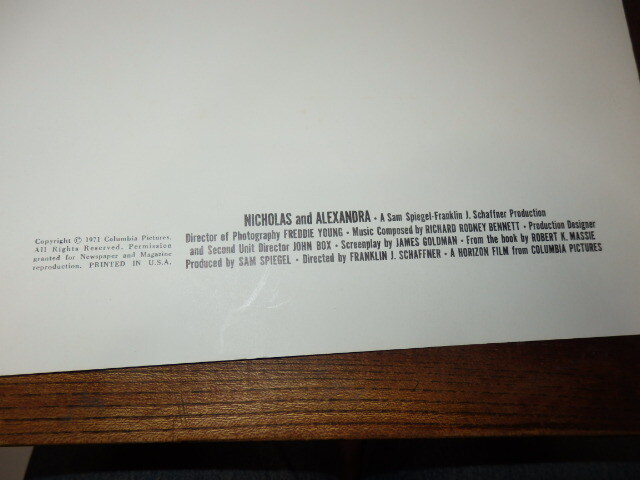 Copyright © 1971 Columbia Pictures.
All Rights Reserved. Permission
granted for Newspaper and Magazine
reproduction. PRINTED IN U.S.A.
NICHOLAS and ALEXANDRA · A Sam Spiegel-Franklin J. Schaffner Production
Director of Photography FREDDIE YOUNG · Music Composed by RICHARD RODNEY BENNETT · Production Designer
and Second Unit Director JOHN BOX · Screenplay by JAMES GOLDMAN · From the book by ROBERT K. MASSIE
Produced by SAM SPIEGEL · Directed by FRANKLIN J. SCHAFFNER · A HORIZON FILM from COLUMBIA PICTURES